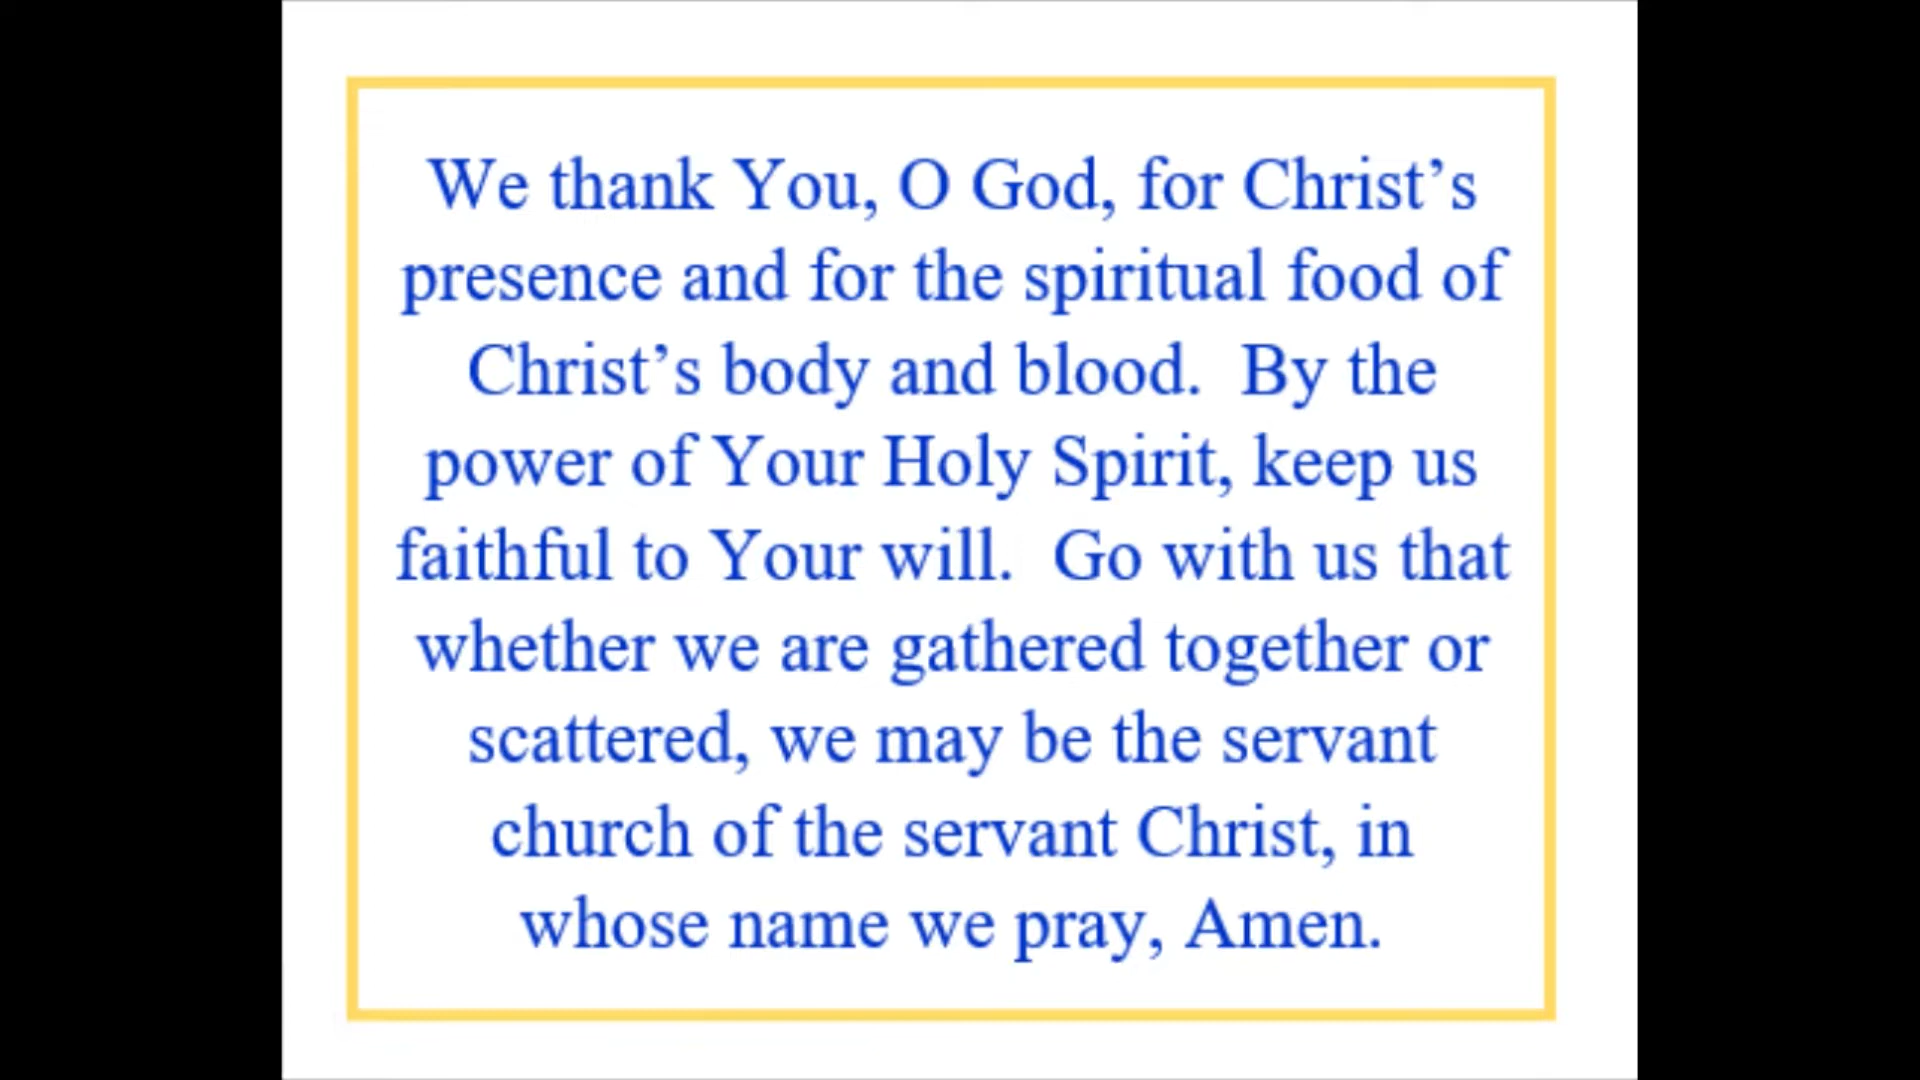 We thank You, O God, for Christ’s
presence and for the spiritual food of
Christ’s body and blood.  By the
power of Your Holy Spirit, keep us
faithful to Your will.  Go with us that
whether we are gathered together or
scattered, we may be the servant
church of the servant Christ, in
whose name we pray, Amen.